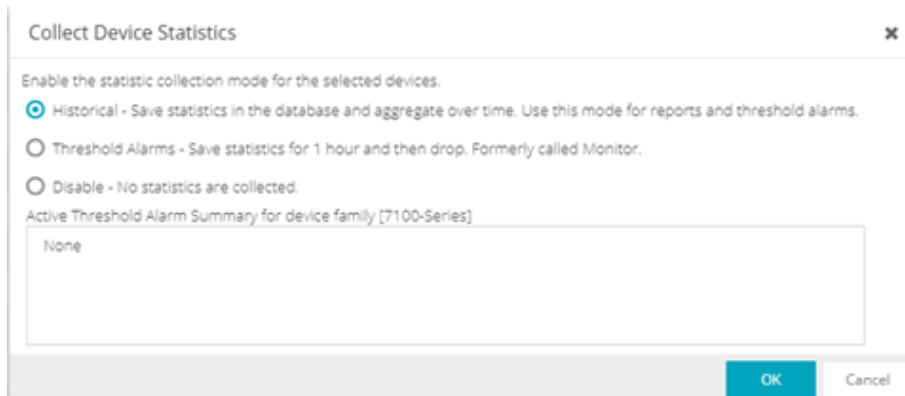 Collect Device Statistics
Enable the statistic collection mode for the selected devices.
Historical - Save statistics in the database and aggregate over time. Use this mode for reports and threshold alarms.
Threshold Alarms - Save statistics for 1 hour and then drop. Formerly called Monitor.
Disable - No statistics are collected.
Active Threshold Alarm Summary for device family [7100-Series]
None
OK Cancel